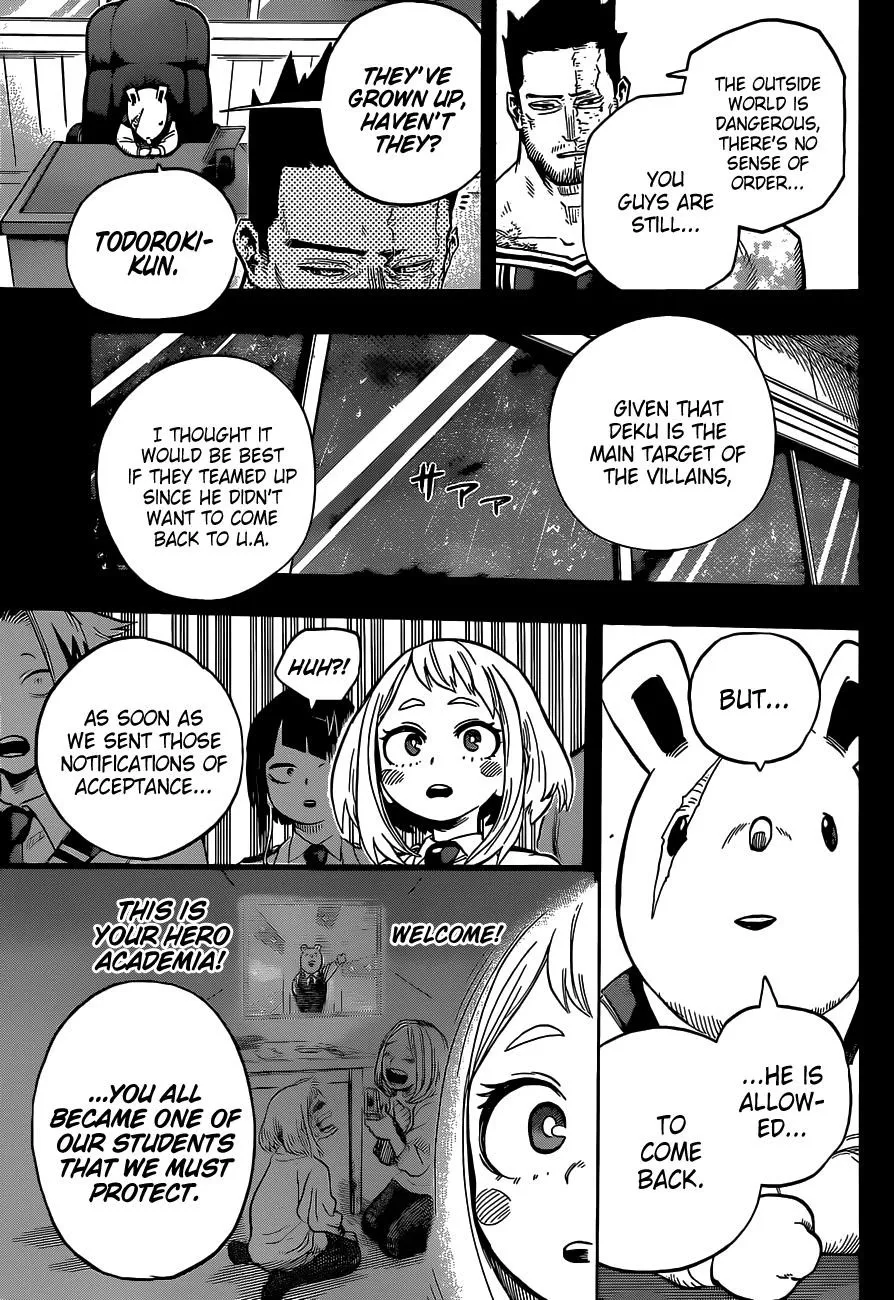 THE OUTSIDE
WORLD IS
DANGEROUS,
THERE'S NO
SENSE OF
ORDER...
YOU
GUYS ARE
STILL...
THEY'VE
GROWN UP,
HAVEN'T
THEY?
TODOROKI-
KUN.
GIVEN THAT
DEKU IS THE
MAIN TARGET OF
THE VILLAINS,
サァァ
I THOUGHT IT
WOULD BE BEST
IF THEY TEAMED UP
SINCE HE DIDN'T
WANT TO COME
BACK TO U.A.
BUT...
...HE IS
ALLOW-
ED...
TO
COME
BACK.
HUH?!
AS SOON AS
WE SENT THOSE
NOTIFICATIONS OF
ACCEPTANCE...
WELCOME!
THIS IS
YOUR HERO
ACADEMIA!
...YOU ALL
BECAME ONE OF
OUR STUDENTS
THAT WE MUST
PROTECT.